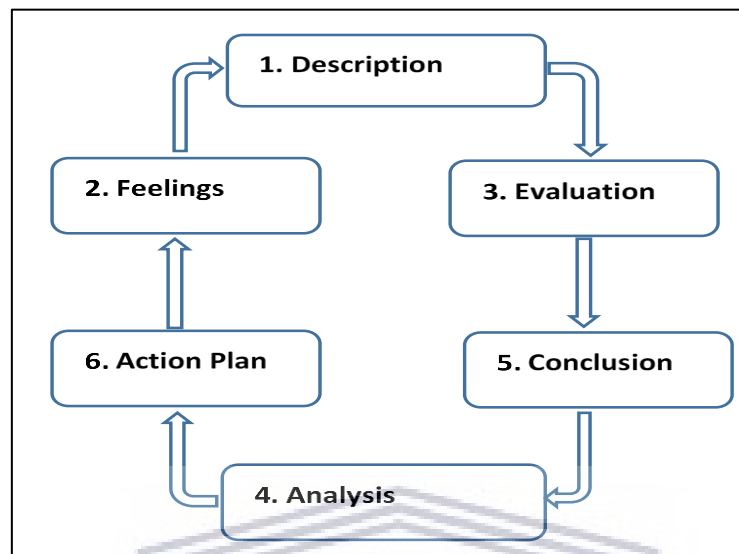 1. Description
2. Feelings
3. Evaluation
6. Action Plan
5. Conclusion
4. Analysis